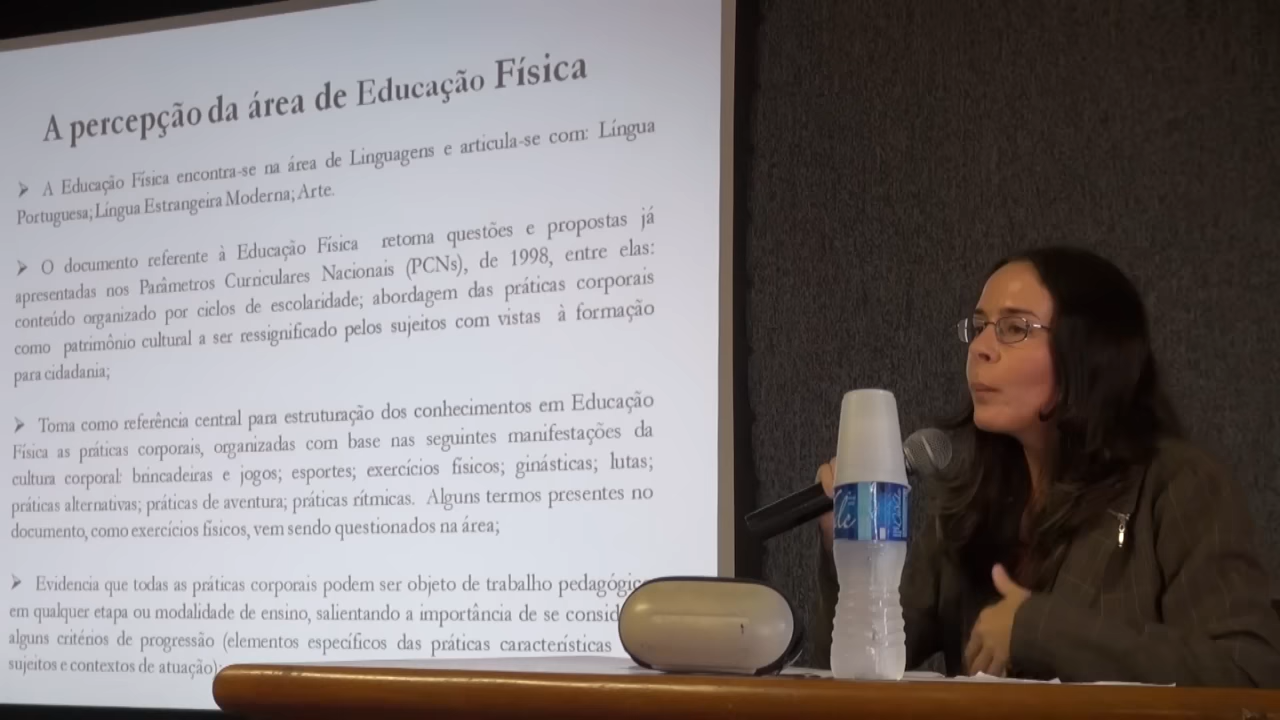 A percepção da área de Educação Física
➤ A Educação Física encontra-se na área de Linguagens e articula-se com: Língua
Portuguesa; Língua Estrangeira Moderna; Arte.
➤ O documento referente à Educação Física retoma questões e propostas já
apresentadas nos Parâmetros Curriculares Nacionais (PCNs), de 1998, entre elas:
conteúdo organizado por ciclos de escolaridade; abordagem das práticas corporais
como patrimônio cultural a ser ressignificado pelos sujeitos com vistas à formação
para cidadania;
➤ Toma como referência central para estruturação dos conhecimentos em Educação
Física as práticas corporais, organizadas com base nas seguintes manifestações da
cultura corporal: brincadeiras e jogos; esportes; exercícios físicos; ginásticas; lutas;
práticas alternativas; práticas de aventura; práticas rítmicas. Alguns termos presentes no
documento, como exercícios físicos, vem sendo questionados na área;
➤ Evidencia que todas as práticas corporais podem ser objeto de trabalho pedagógic
em qualquer etapa ou modalidade de ensino, salientando a importância de se consid
alguns critérios de progressão (elementos específicos das práticas características
sujeitos e contextos de atuação);